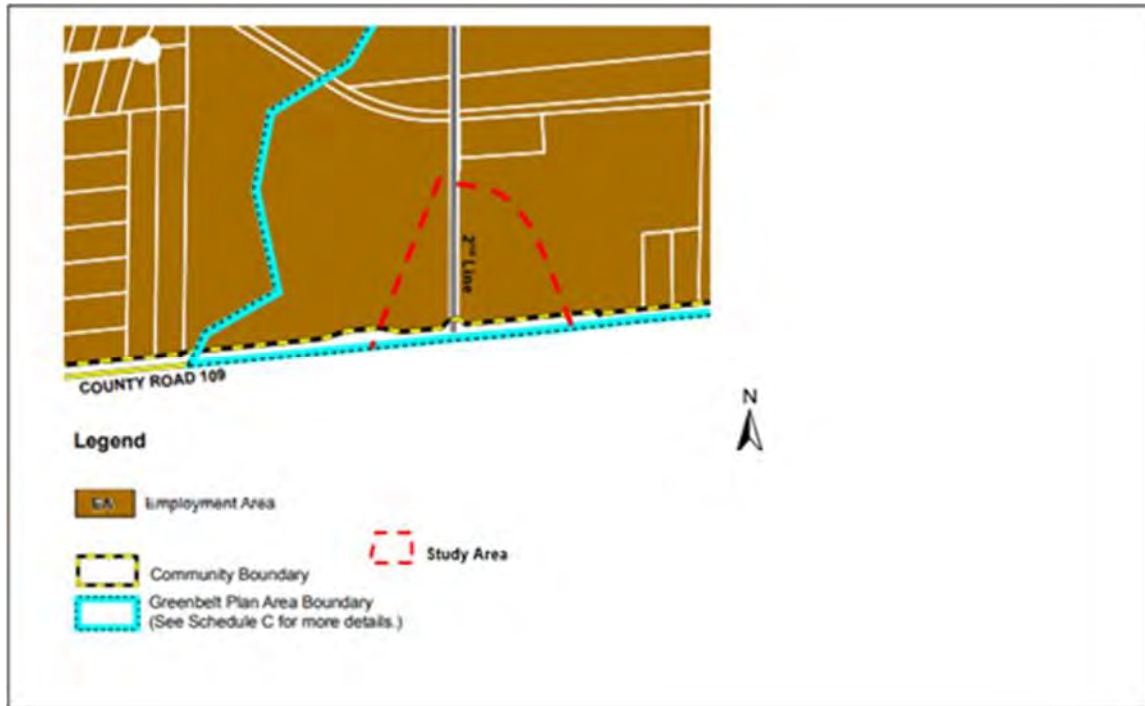 2nd Line
COUNTY ROAD 109
N
Legend
EA Employment Area
Study Area
Community Boundary
Greenbelt Plan Area Boundary
(See Schedule C for more details.)